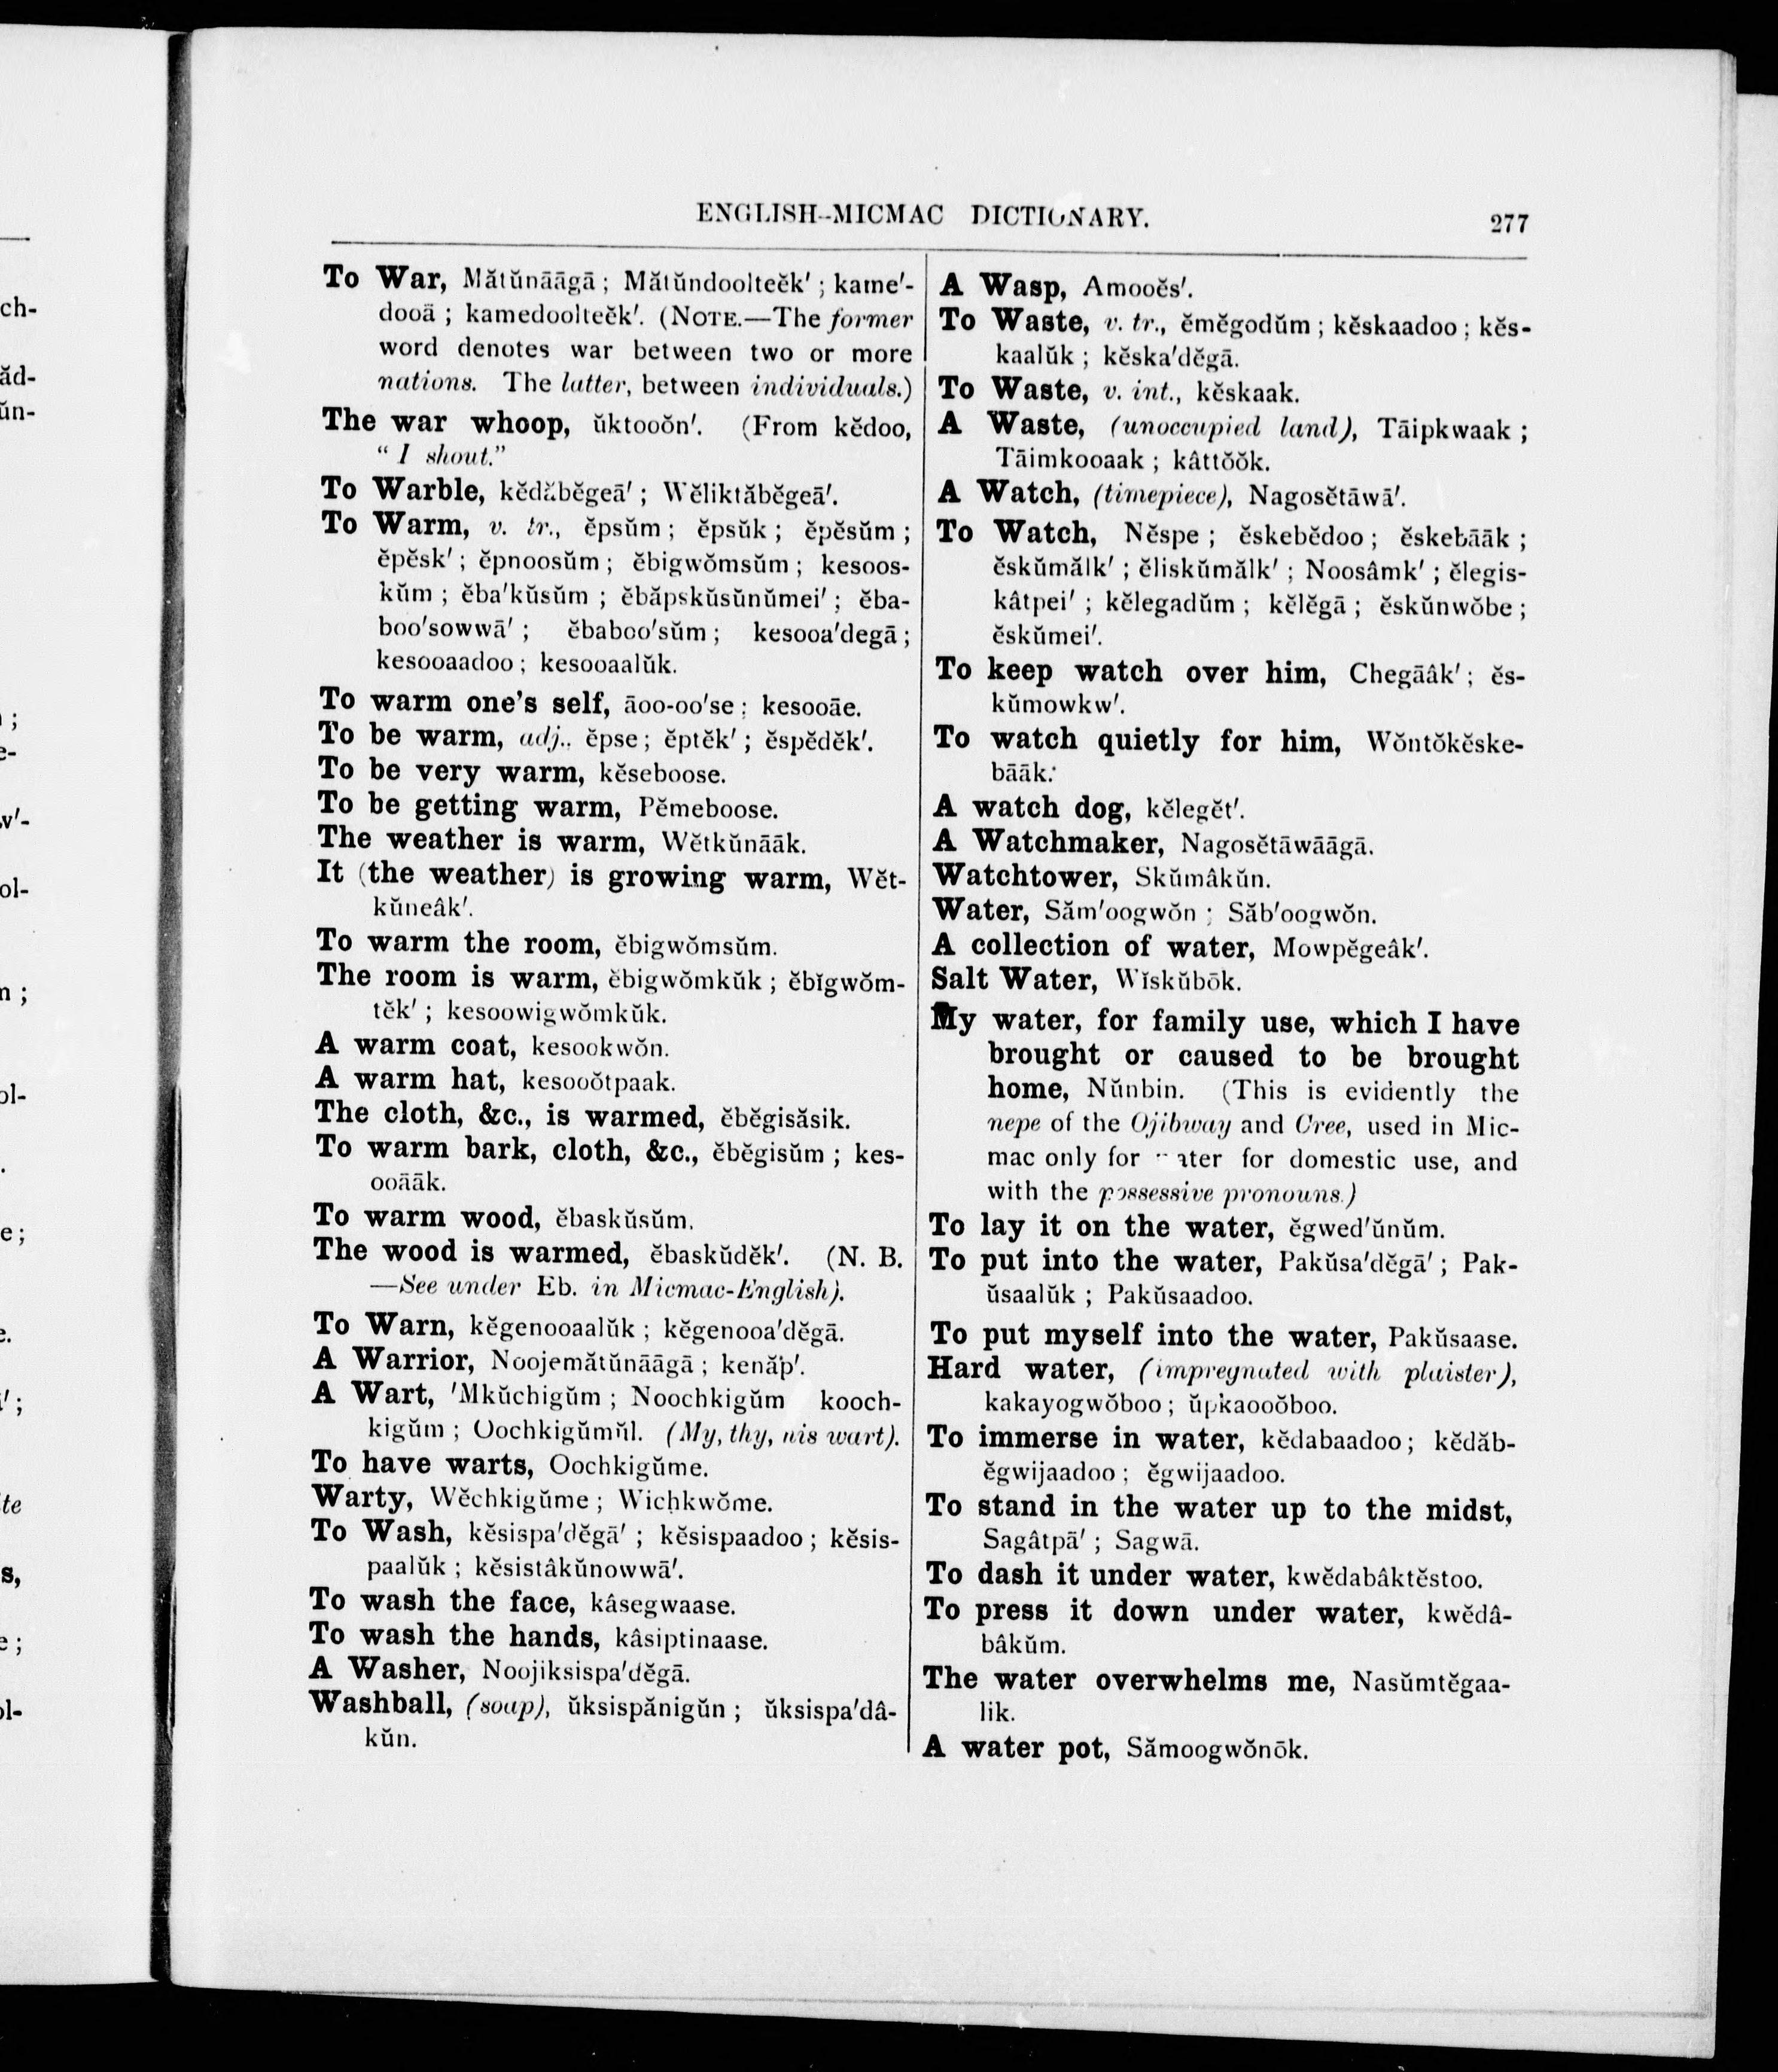 ENGLISH-MICMAC DICTIONARY.
277
To War, Mătŭnāāgā; Mătŭndoolteĕk'; kame'-
dooā; kamedoolteĕk'. (NOTE.—The former
word denotes war between two or more
nations. The latter, between individuals.)
The war whoop, ŭktooŏn'. (From kĕdoo,
"I shout."
To Warble, kĕdăbĕgeā'; Wĕliktăbĕgeā'.
To Warm, v. tr., ĕpsŭm; ĕpsŭk; ĕpĕsŭm;
ĕpĕsk'; ĕpnoosŭm; ĕbigwŏmsŭm; kesoos-
kŭm; ĕba'kŭsŭm; ĕbăpskŭsŭnŭmei'; ĕba-
boo'sowwā'; ĕbaboo'sŭm; kesooa'degā;
kesooaadoo; kesooaalŭk.
To warm one's self, āoo-oo'se; kesooāe.
To be warm, adj., ĕpse; ĕptĕk'; ĕspĕdĕk'.
To be very warm, kĕseboose.
To be getting warm, Pĕmeboose.
The weather is warm, Wĕtkŭnāāk.
It (the weather) is growing warm, Wĕt-
kŭneâk'.
To warm the room, ĕbigwŏmsŭm.
The room is warm, ĕbigwŏmkŭk; ĕbĭgwŏm-
tĕk'; kesoowigwŏmkŭk.
A warm coat, kesookwŏn.
A warm hat, kesooŏtpaak.
The cloth, &c., is warmed, ĕbĕgisăsik.
To warm bark, cloth, &c., ĕbĕgisŭm; kes-
ooāāk.
To warm wood, ĕbaskŭsŭm.
The wood is warmed, ĕbaskŭdĕk'. (N. B.
—See under Eb. in Micmac-English).
To Warn, kĕgenooaalŭk; kĕgenooa'dĕgā.
A Warrior, Noojemătŭnāāgā; kenăp'.
A Wart, 'Mkŭchigŭm; Noochkigŭm kooch-
kigŭm; Oochkigŭmŭl. (My, thy, his wart).
To have warts, Oochkigŭme.
Warty, Wĕchkigŭme; Wichkwŏme.
To Wash, kĕsispa'dĕgā'; kĕsispaadoo; kĕsis-
paalŭk; kĕsistâkŭnowwā'.
To wash the face, kâsegwaase.
To wash the hands, kâsiptinaase.
A Washer, Noojiksispa'dĕgā.
Washball, (soap), ŭksispănigŭn; ŭksispa'dâ-
kŭn.
A Wasp, Amooĕs'.
To Waste, v. tr., ĕmĕgodŭm; kĕskaadoo; kĕs-
kaalŭk; kĕska'dĕgā.
To Waste, v. int., kĕskaak.
A Waste, (unoccupied land), Tāipkwaak;
Tāimkooaak; kâttŏŏk.
A Watch, (timepiece), Nagosĕtāwā'.
To Watch, Nĕspe; ĕskebĕdoo; ĕskebāāk;
ĕskŭmălk'; ĕliskŭmălk'; Noosâmk'; ĕlegis-
kâtpei'; kĕlegadŭm; kĕlĕgā; ĕskŭnwŏbe;
ĕskŭmei'.
To keep watch over him, Chegāâk'; ĕs-
kŭmowkw'.
To watch quietly for him, Wŏntŏkĕske-
bāāk.
A watch dog, kĕlegĕt'.
A Watchmaker, Nagosĕtāwāāgā.
Watchtower, Skŭmâkŭn.
Water, Săm'oogwŏn; Săb'oogwŏn.
A collection of water, Mowpĕgeâk'.
Salt Water, Wĭskŭbōk.
My water, for family use, which I have
brought or caused to be brought
home, Nŭnbin. (This is evidently the
nepe of the Ojibway and Cree, used in Mic-
mac only for water for domestic use, and
with the possessive pronouns.)
To lay it on the water, ĕgwed'ŭnŭm.
To put into the water, Pakŭsa'dĕgā'; Pak-
ŭsaalŭk; Pakŭsaadoo.
To put myself into the water, Pakŭsaase.
Hard water, (impregnated with plaister),
kakayogwŏboo; ŭpkaooŏboo.
To immerse in water, kĕdabaadoo; kĕdăb-
ĕgwijaadoo; ĕgwijaadoo.
To stand in the water up to the midst,
Sagâtpā'; Sagwā.
To dash it under water, kwĕdabâktĕstoo.
To press it down under water, kwĕdâ-
bâkŭm.
The water overwhelms me, Nasŭmtĕgaa-
lik.
A water pot, Sămoogwŏnōk.